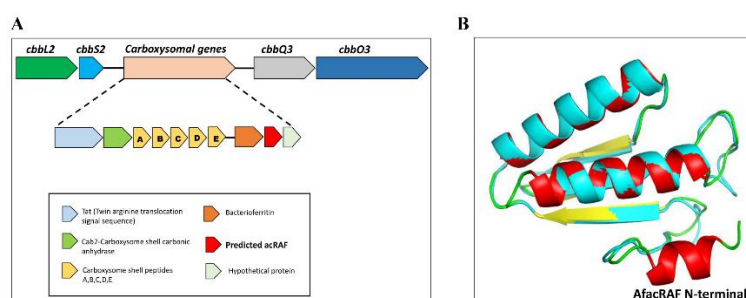 A
cbbL2 cbbS2 Carboxysomal genes cbbQ3 cbbO3
A B C D E
Tat (Twin arginine translocation
signal sequence)
Cab2-Carboxysome shell carbonic
anhydrase
Carboxysome shell peptides
A,B,C,D,E
Bacterioferritin
Predicted acRAF
Hypothetical protein
B
AfacRAF N-terminal